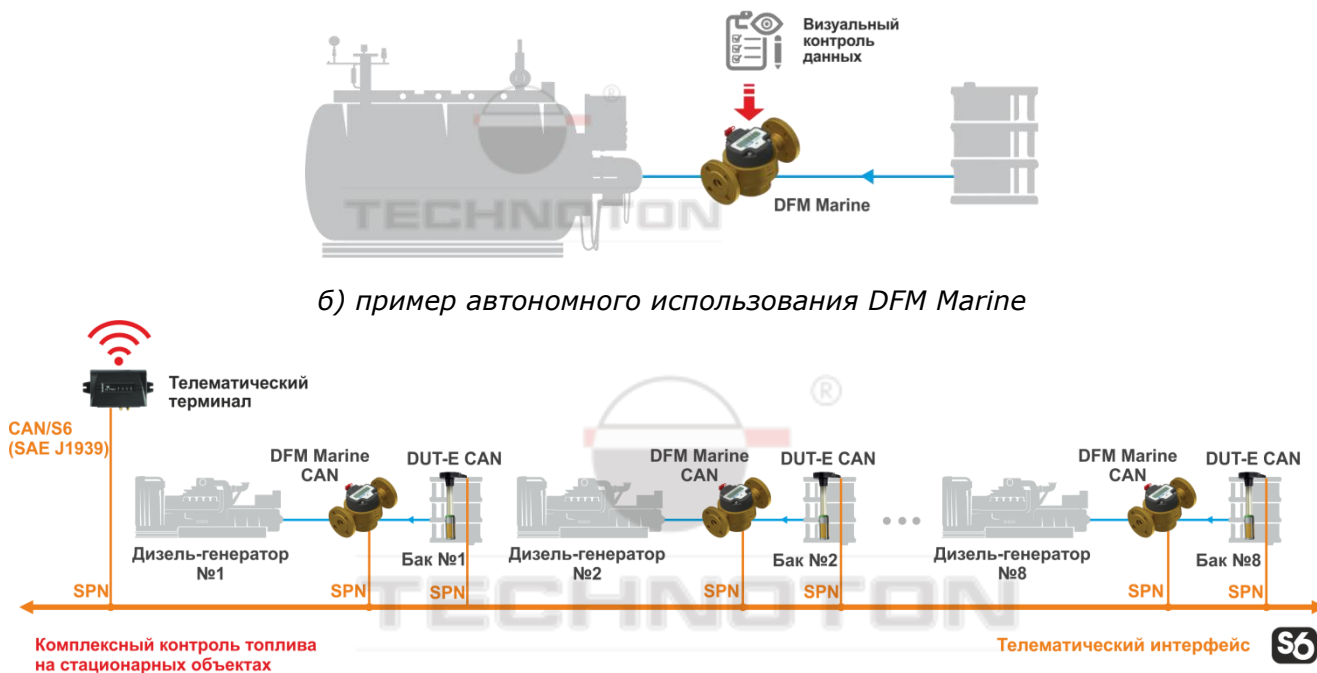 Визуальный
контроль
данных
®
TECHNOTON
DFM Marine
б) пример автономного использования DFM Marine
Телематический
терминал
CAN/S6
(SAE J1939)
DFM Marine
CAN
DUT-E CAN
DFM Marine
CAN
DUT-E CAN
DFM Marine
CAN
DUT-E CAN
®
Дизель-генератор
№1
Бак №1
Дизель-генератор
№2
Бак №2
Дизель-генератор
№8
Бак №8
SPN
SPN
SPN
SPN
SPN
SPN
SPN
TECHNOTON
Комплексный контроль топлива
на стационарных объектах
Телематический интерфейс
S6